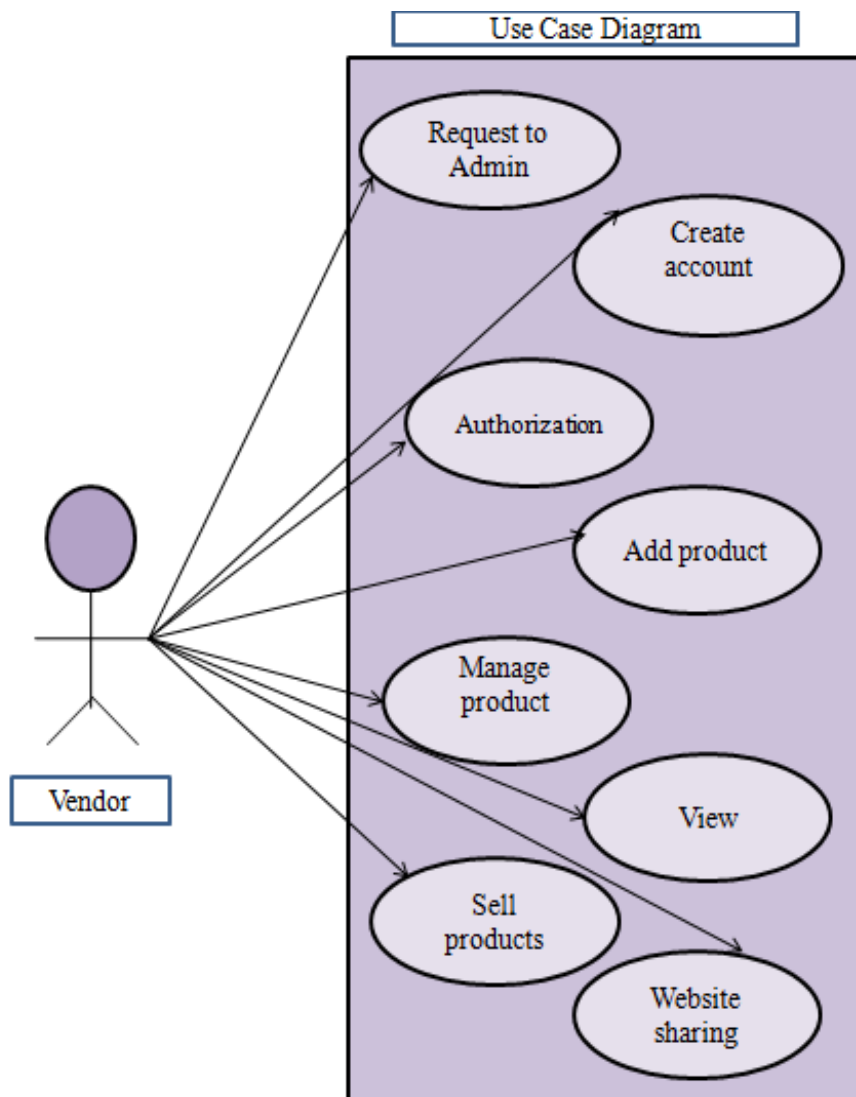 Use Case Diagram
Request to
Admin
Create
account
Authorization
Add product
Manage
product
Vendor
View
Sell
products
Website
sharing